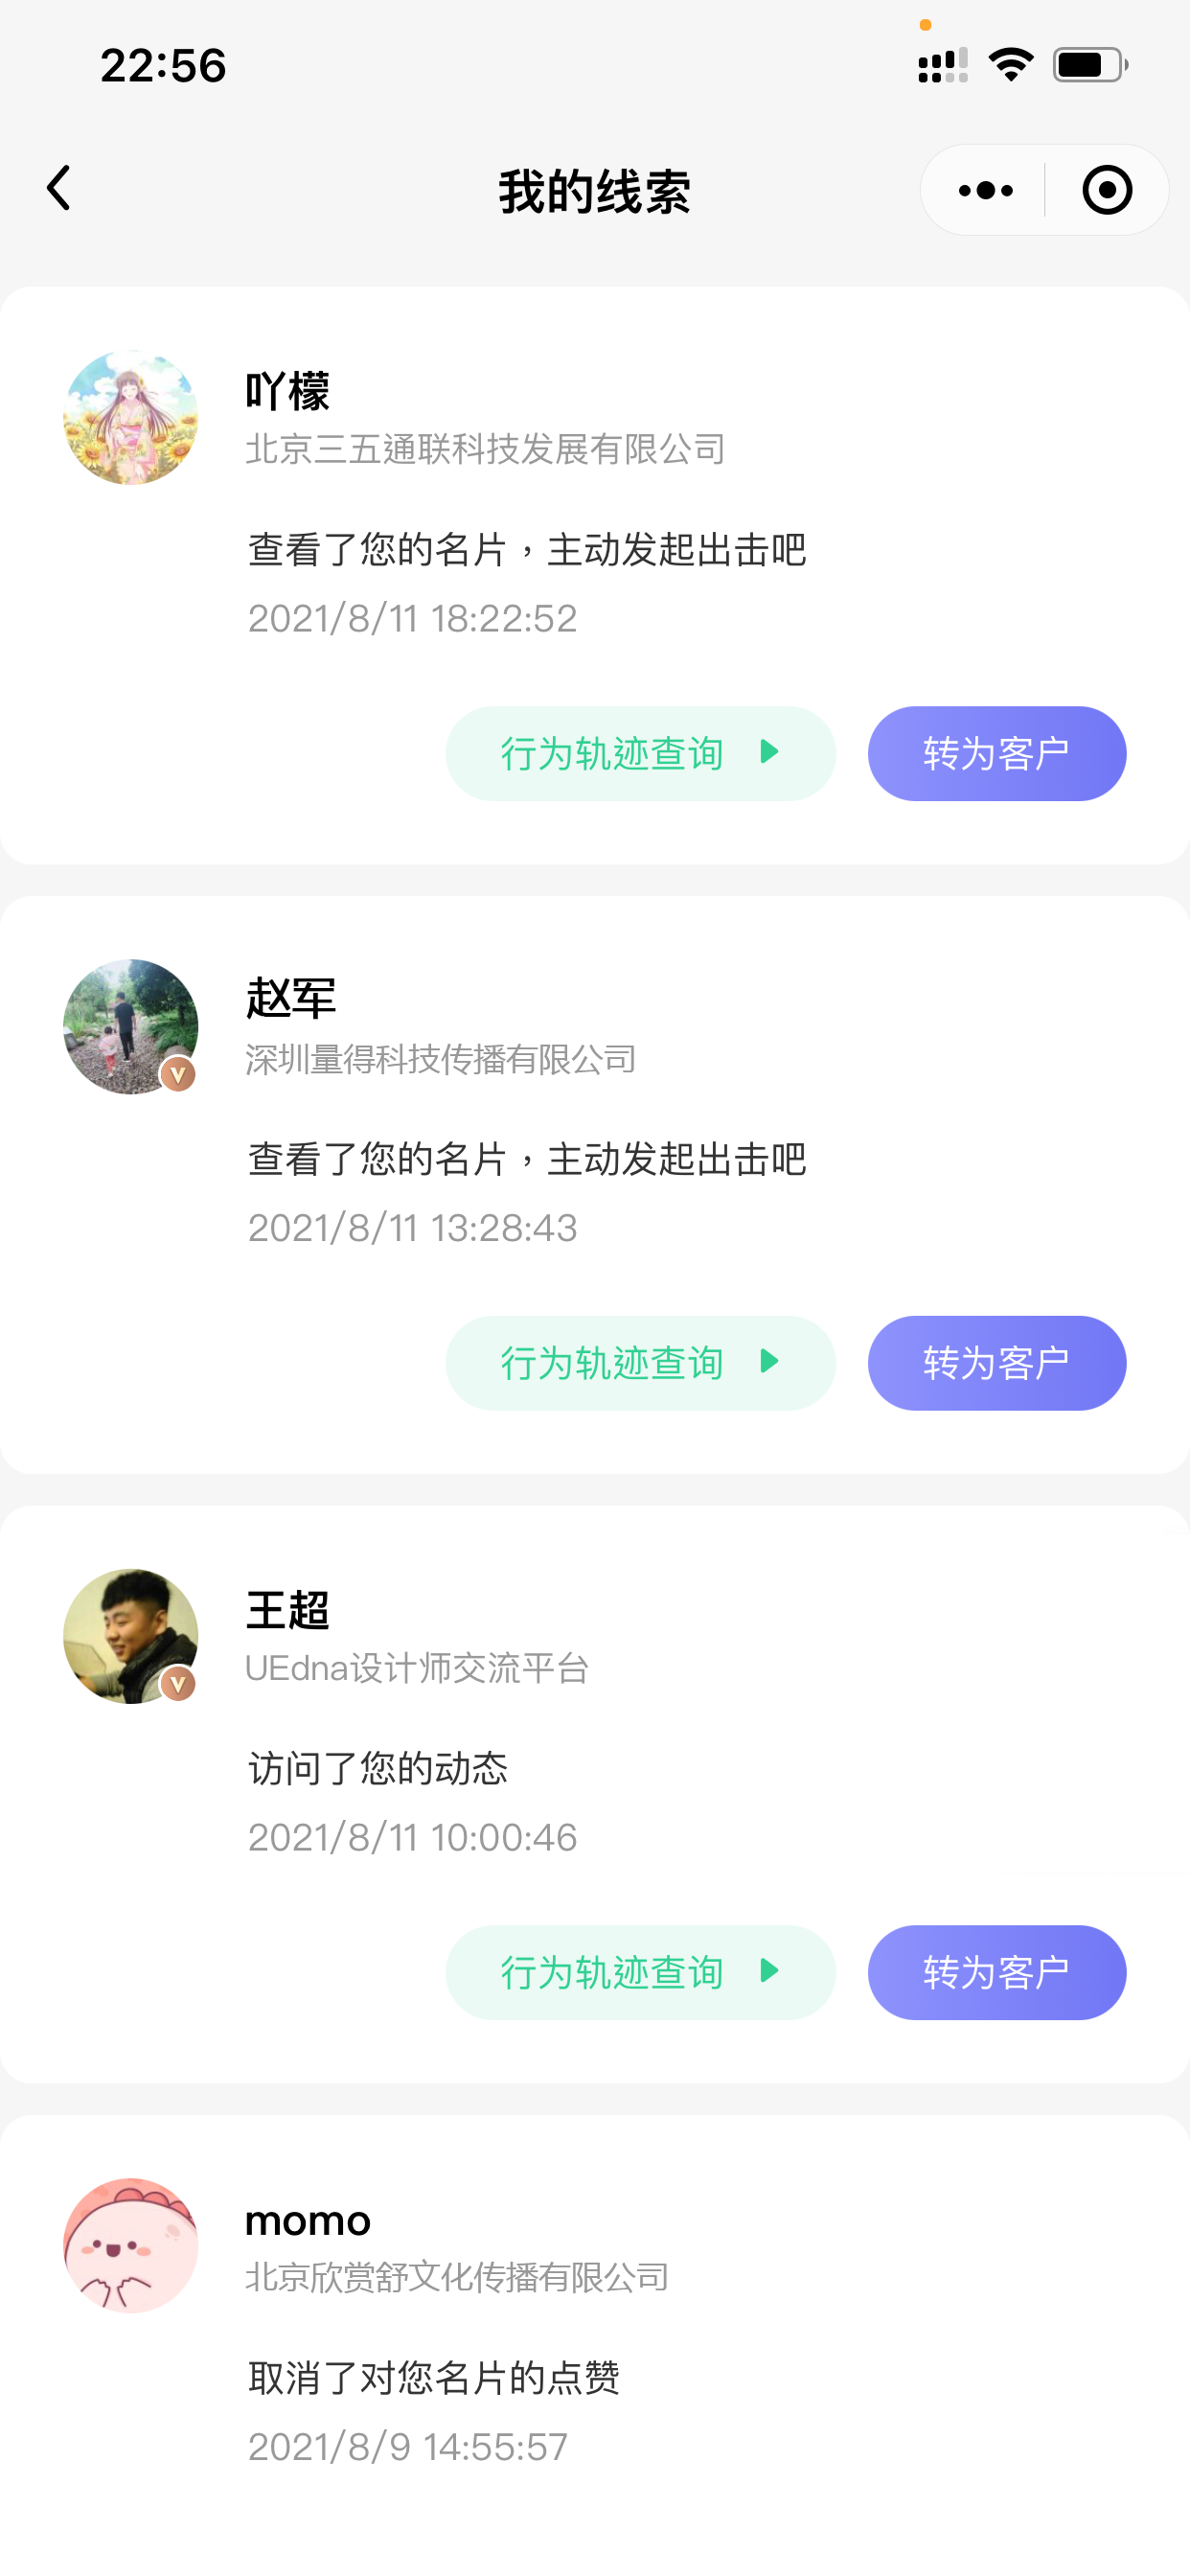 22:56
我的线索
吖檬
北京三五通联科技发展有限公司
查看了您的名片，主动发起出击吧
2021/8/11 18:22:52
行为轨迹查询
转为客户
赵军
深圳量得科技传播有限公司
查看了您的名片，主动发起出击吧
2021/8/11 13:28:43
行为轨迹查询
转为客户
王超
UEdna设计师交流平台
访问了您的动态
2021/8/11 10:00:46
行为轨迹查询
转为客户
momo
北京欣赏舒文化传播有限公司
取消了对您名片的点赞
2021/8/9 14:55:57